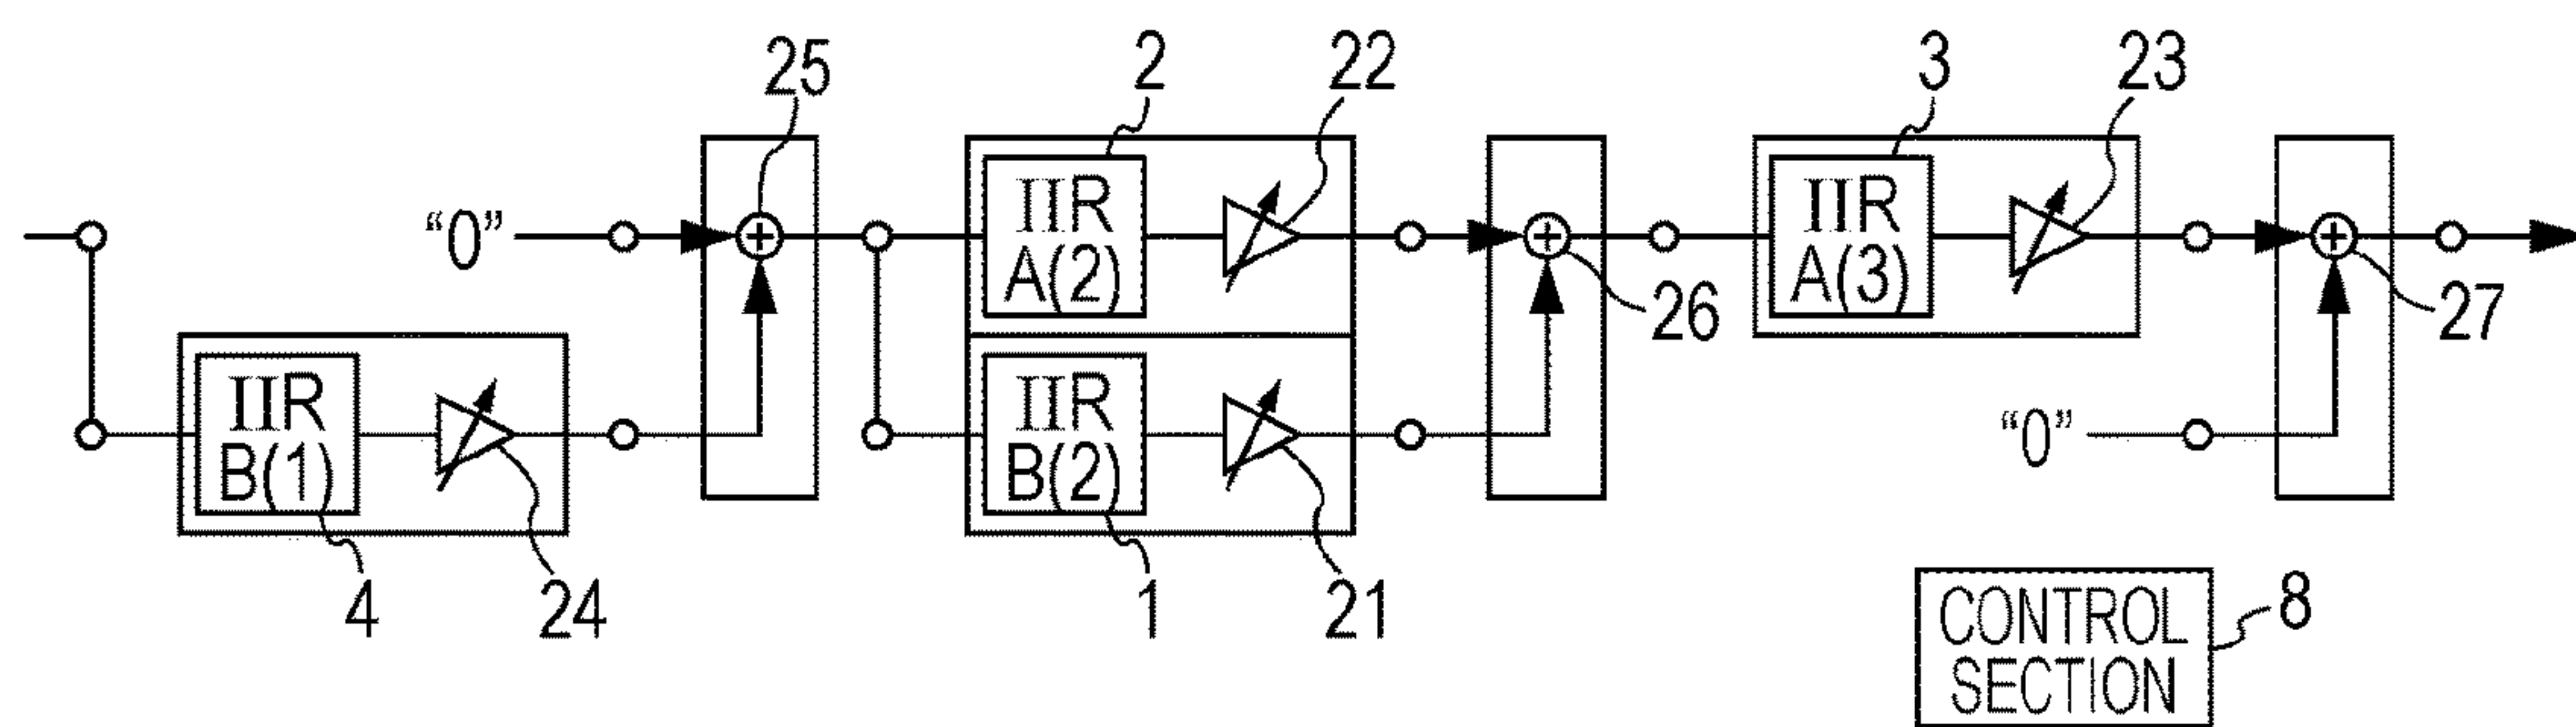 25
2
22
3
23
"0"
IIR
A(2)
IIR
A(3)
26
27
IIR
B(1)
IIR
B(2)
"0"
4
24
1
21
CONTROL
SECTION
8